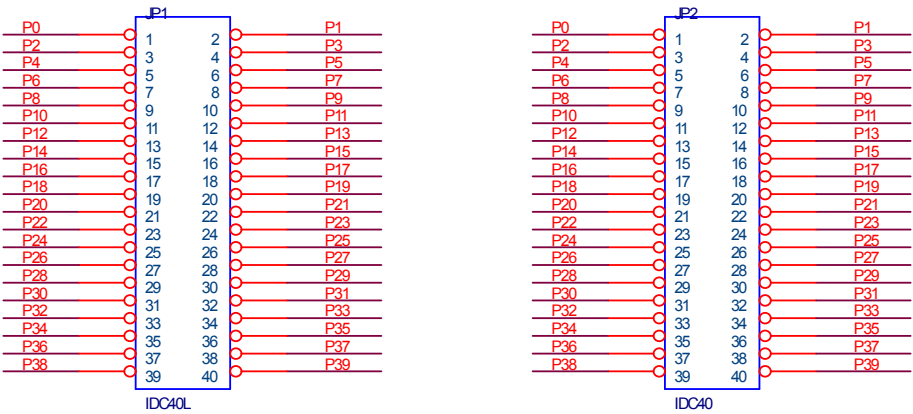 JP1 JP2
P0 1 2 P1 P0 1 2 P1
P2 3 4 P3 P2 3 4 P3
P4 5 6 P5 P4 5 6 P5
P6 7 8 P7 P6 7 8 P7
P8 9 10 P9 P8 9 10 P9
P10 11 12 P11 P10 11 12 P11
P12 13 14 P13 P12 13 14 P13
P14 15 16 P15 P14 15 16 P15
P16 17 18 P17 P16 17 18 P17
P18 19 20 P19 P18 19 20 P19
P20 21 22 P21 P20 21 22 P21
P22 23 24 P23 P22 23 24 P23
P24 25 26 P25 P24 25 26 P25
P26 27 28 P27 P26 27 28 P27
P28 29 30 P29 P28 29 30 P29
P30 31 32 P31 P30 31 32 P31
P32 33 34 P33 P32 33 34 P33
P34 35 36 P35 P34 35 36 P35
P36 37 38 P37 P36 37 38 P37
P38 39 40 P39 P38 39 40 P39
IDC40L IDC40